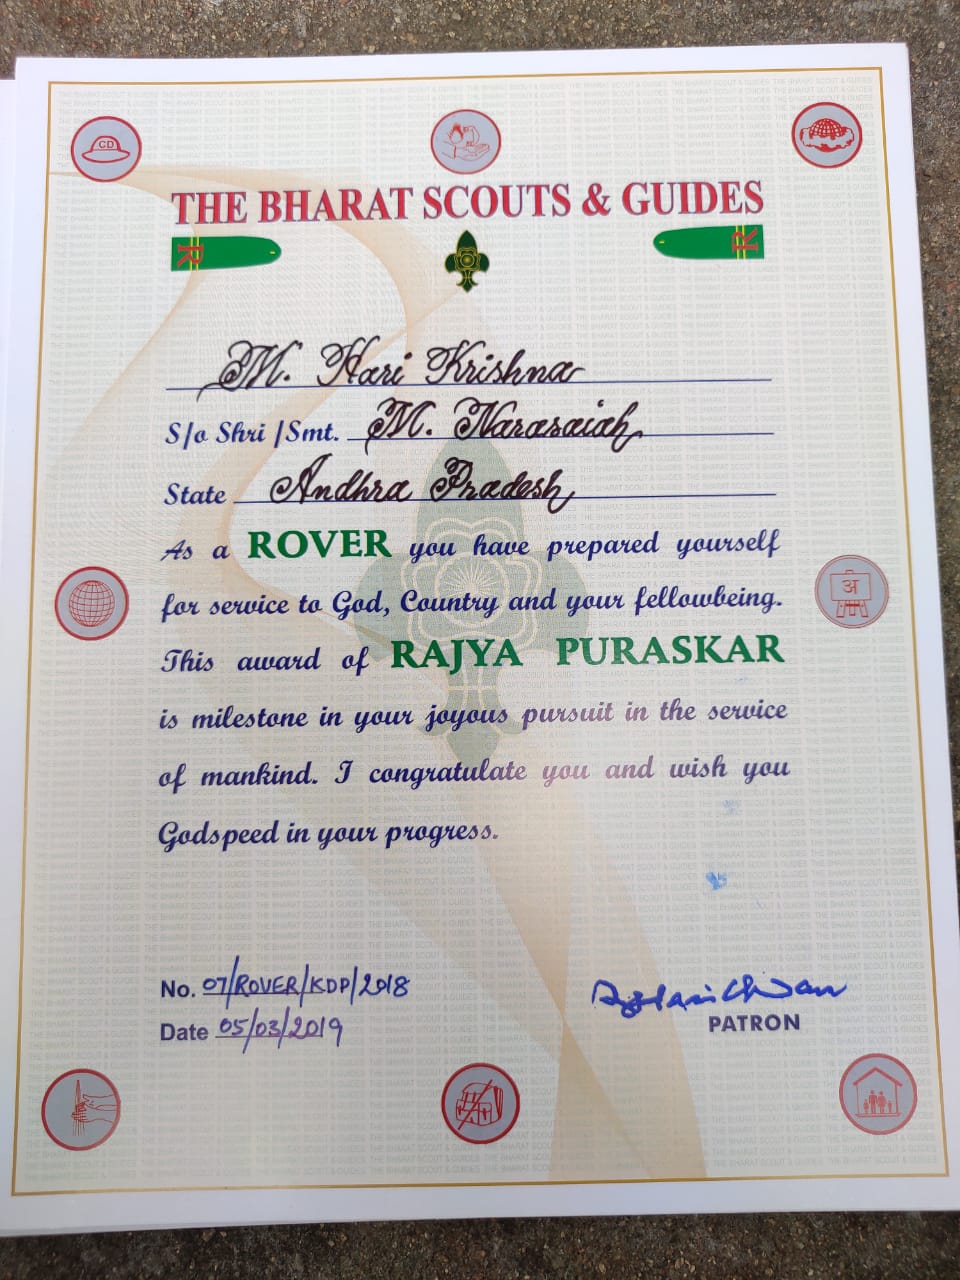 CD
THE BHARAT SCOUTS & GUIDES
R R
M. Hari Krishna
S/o Shri /Smt. M. Narasaiah
State Andhra Pradesh
As a ROVER you have prepared yourself
for service to God, Country and your fellowbeing.
अ
This award of RAJYA PURASKAR
is milestone in your joyous pursuit in the service
of mankind. I congratulate you and wish you
Godspeed in your progress.
No. 07/ROVER/KDP/2018
Date 05/03/2019
PATRON